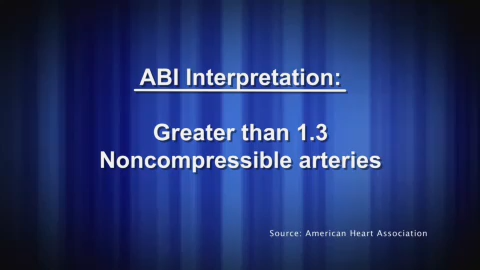 ABI Interpretation:
Greater than 1.3
Noncompressible arteries
Source: American Heart Association